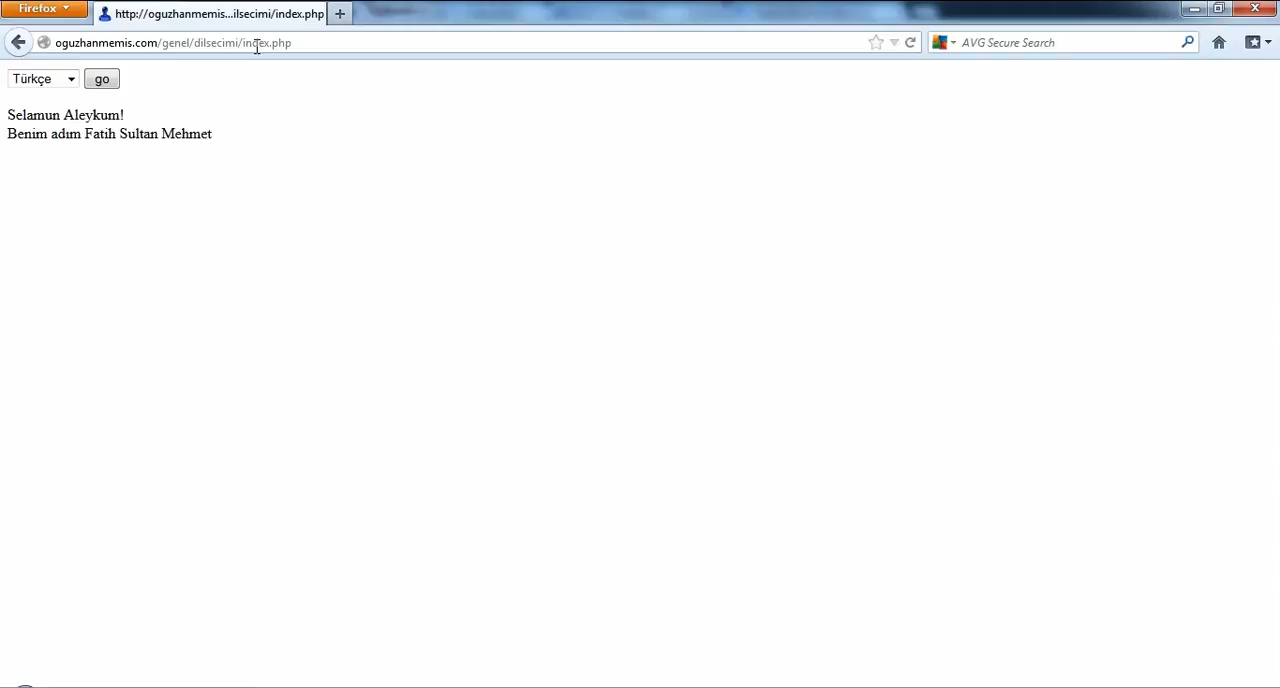 Firefox
http://oguzhanmemis...ilsecimi/index.php
oguzhanmemis.com/genel/dilsecimi/index.php
AVG Secure Search
Türkçe
go
Selamun Aleykum!
Benim adım Fatih Sultan Mehmet